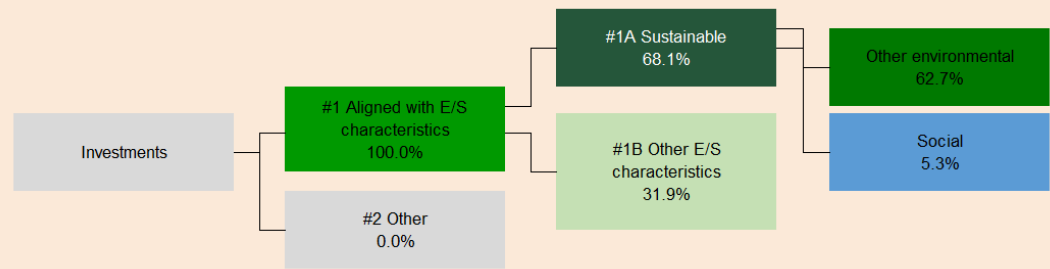 Investments
#1 Aligned with E/S
characteristics
100.0%
#2 Other
0.0%
#1A Sustainable
68.1%
#1B Other E/S
characteristics
31.9%
Other environmental
62.7%
Social
5.3%